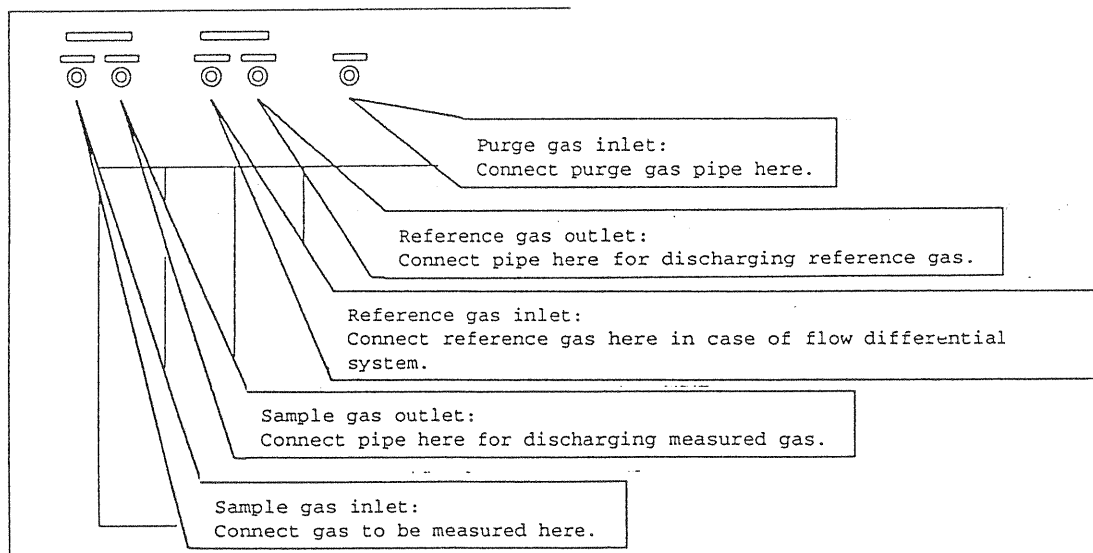 Purge gas inlet:
Connect purge gas pipe here.
Reference gas outlet:
Connect pipe here for discharging reference gas.
Reference gas inlet:
Connect reference gas here in case of flow differential
system.
Sample gas outlet:
Connect pipe here for discharging measured gas.
Sample gas inlet:
Connect gas to be measured here.